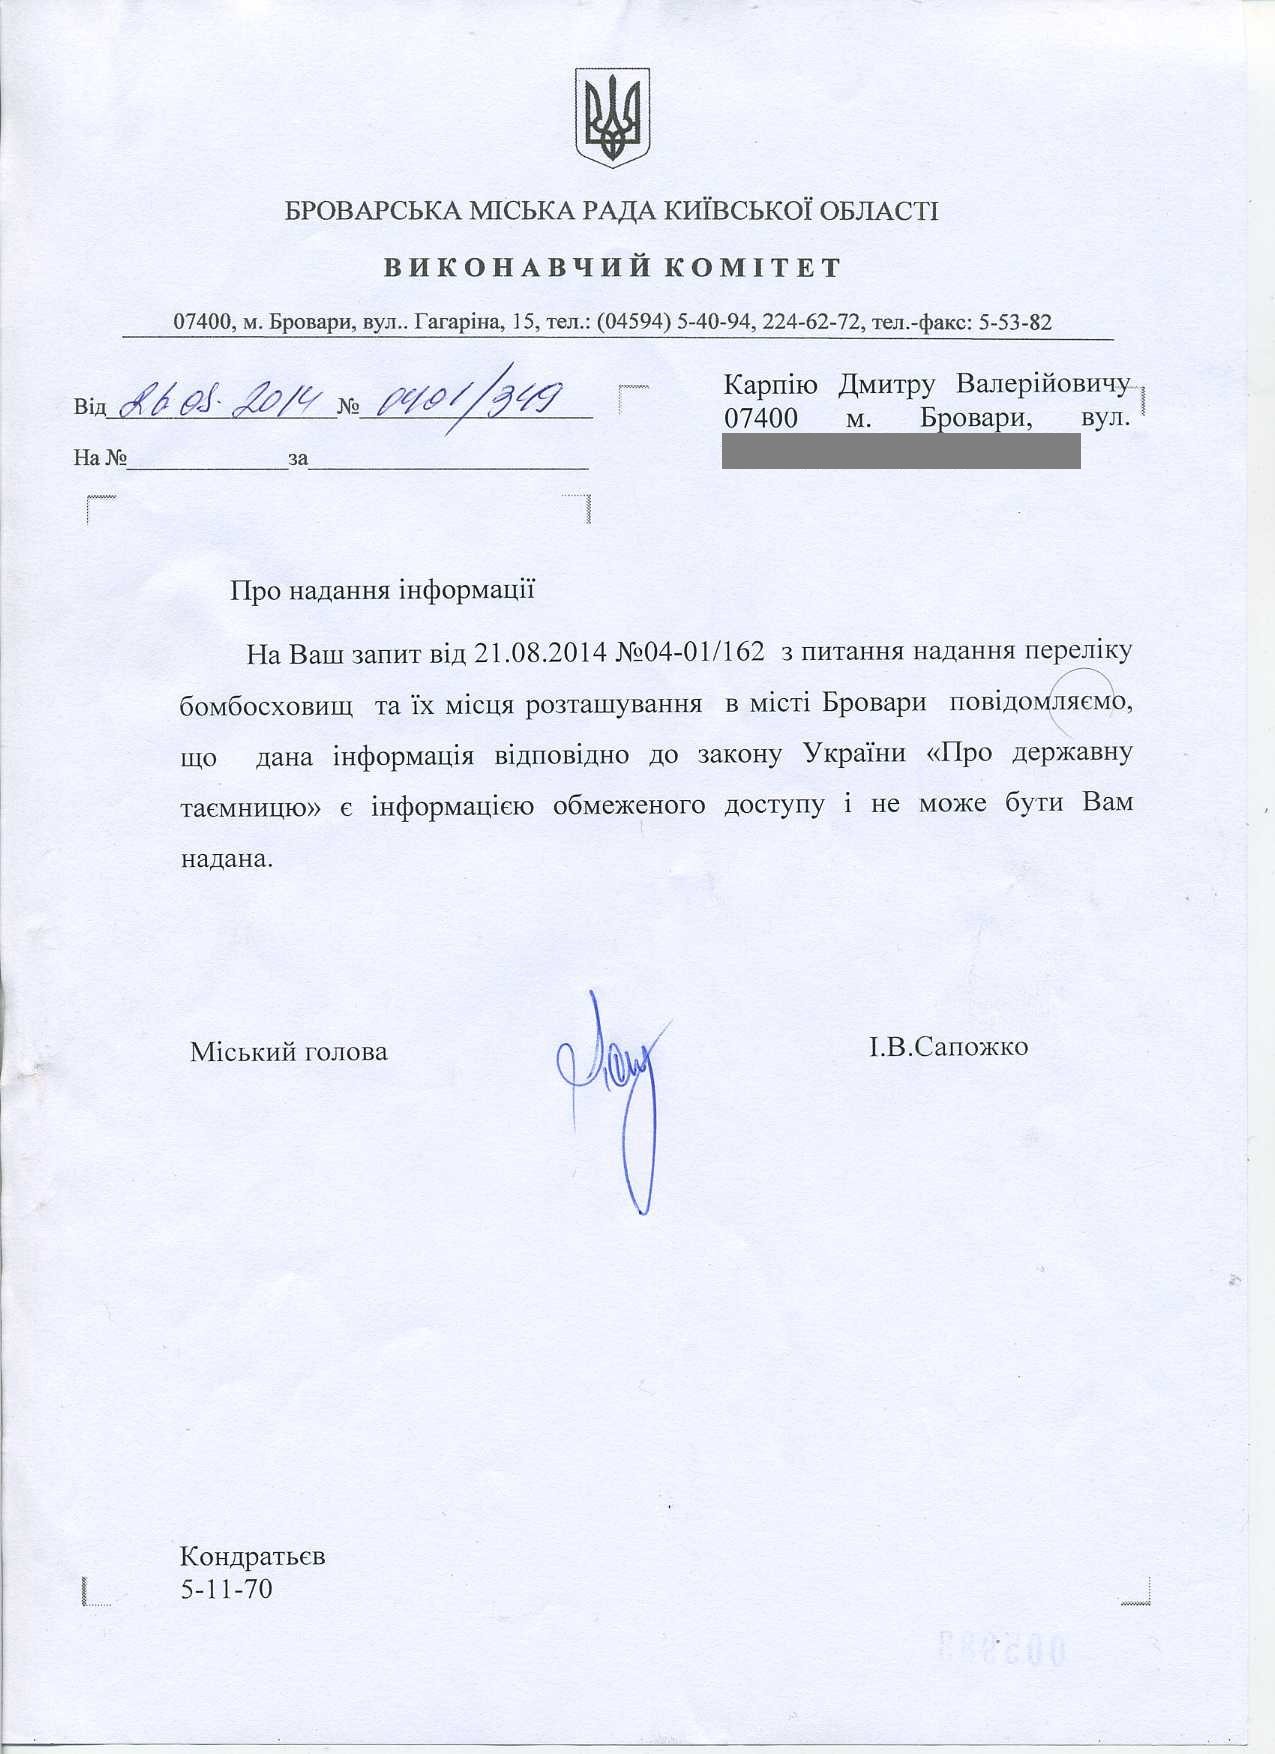 БРОВАРСЬКА МІСЬКА РАДА КИЇВСЬКОЇ ОБЛАСТІ
ВИКОНАВЧИЙ КОМІТЕТ
07400, м. Бровари, вул.. Гагаріна, 15, тел.: (04594) 5-40-94, 224-62-72, тел.-факс: 5-53-82
Від 26 08. 2014 № 0401/349
На №____за____
Карпію Дмитру Валерійовичу
07400 м. Бровари, вул.
Про надання інформації
На Ваш запит від 21.08.2014 №04-01/162 з питання надання переліку
бомбосховищ та їх місця розташування в місті Бровари повідомляємо,
що дана інформація відповідно до закону України «Про державну
таємницю» є інформацією обмеженого доступу і не може бути Вам
надана.
Міський голова
І.В.Сапожко
Кондратьєв
5-11-70